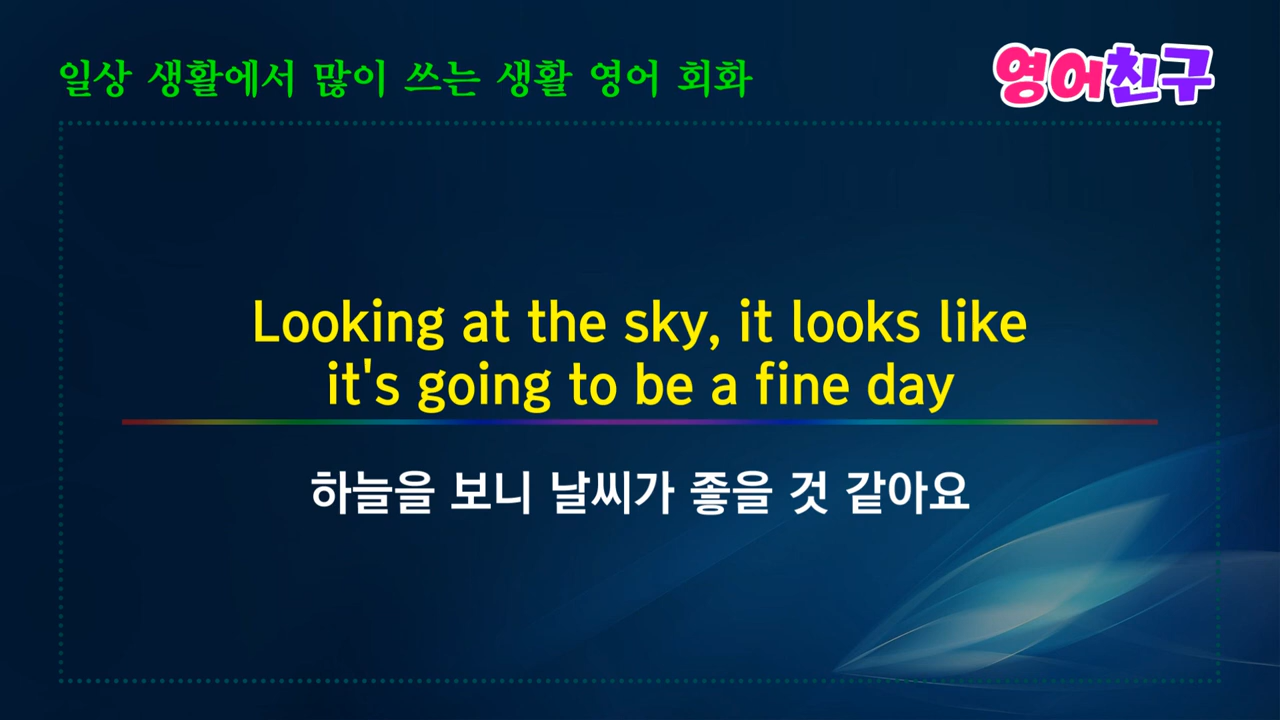 일상 생활에서 많이 쓰는 생활 영어 회화
영어친구
Looking at the sky, it looks like
it's going to be a fine day
하늘을 보니 날씨가 좋을 것 같아요